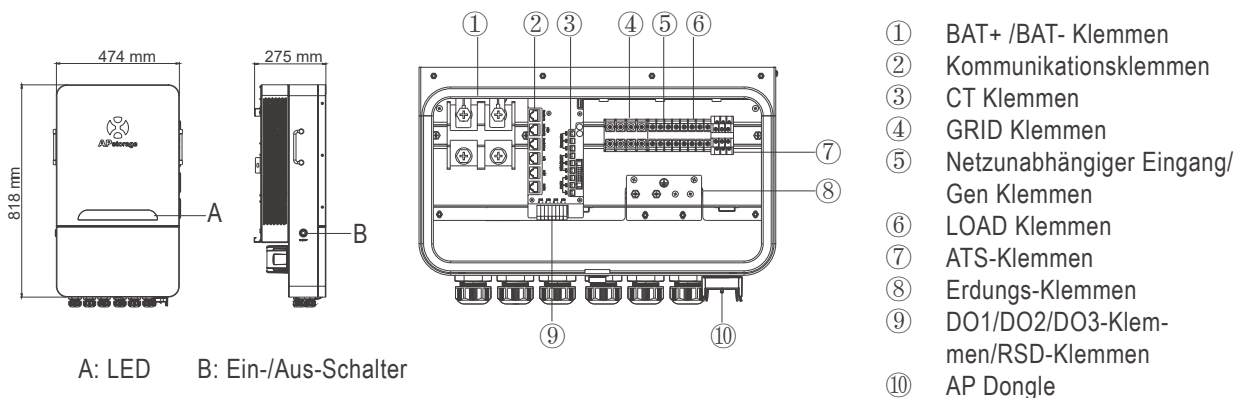 474 mm
275 mm
818 mm
APstorage
A
B
A: LED B: Ein-/Aus-Schalter
① ② ③ ④ ⑤ ⑥
⑦
⑧
⑨
⑩
① BAT+ /BAT- Klemmen
② Kommunikationsklemmen
③ CT Klemmen
④ GRID Klemmen
⑤ Netzunabhängiger Eingang/
Gen Klemmen
⑥ LOAD Klemmen
⑦ ATS-Klemmen
⑧ Erdungs-Klemmen
⑨ DO1/DO2/DO3-Klem-
men/RSD-Klemmen
⑩ AP Dongle